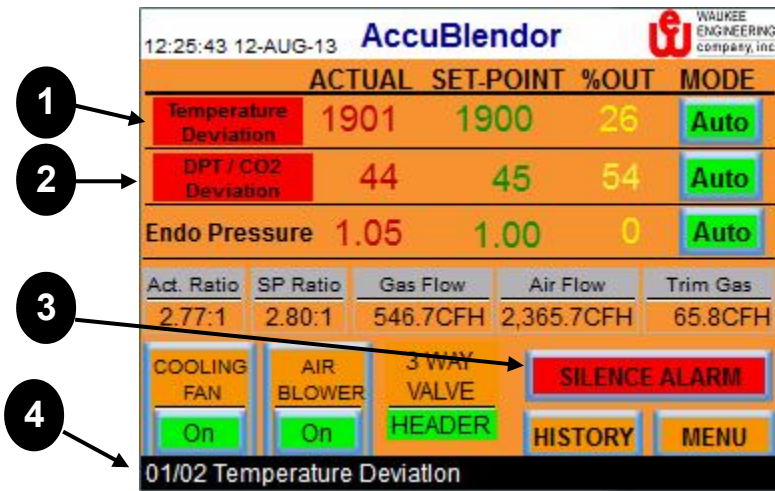 12:25:43 12-AUG-13 AccuBlendor WAUKEE
ENGINEERING
company, inc
ACTUAL SET-POINT %OUT MODE
1 Temperature
Deviation 1901 1900 26 Auto
2 DPT / CO2
Deviation 44 45 54 Auto
Endo Pressure 1.05 1.00 0 Auto
Act. Ratio SP Ratio Gas Flow Air Flow Trim Gas
2.77:1 2.80:1 546.7CFH 2,365.7CFH 65.8CFH
3
COOLING
FAN
On
AIR
BLOWER
On
3 WAY
VALVE
HEADER
SILENCE ALARM
HISTORY MENU
4
01/02 Temperature Deviation